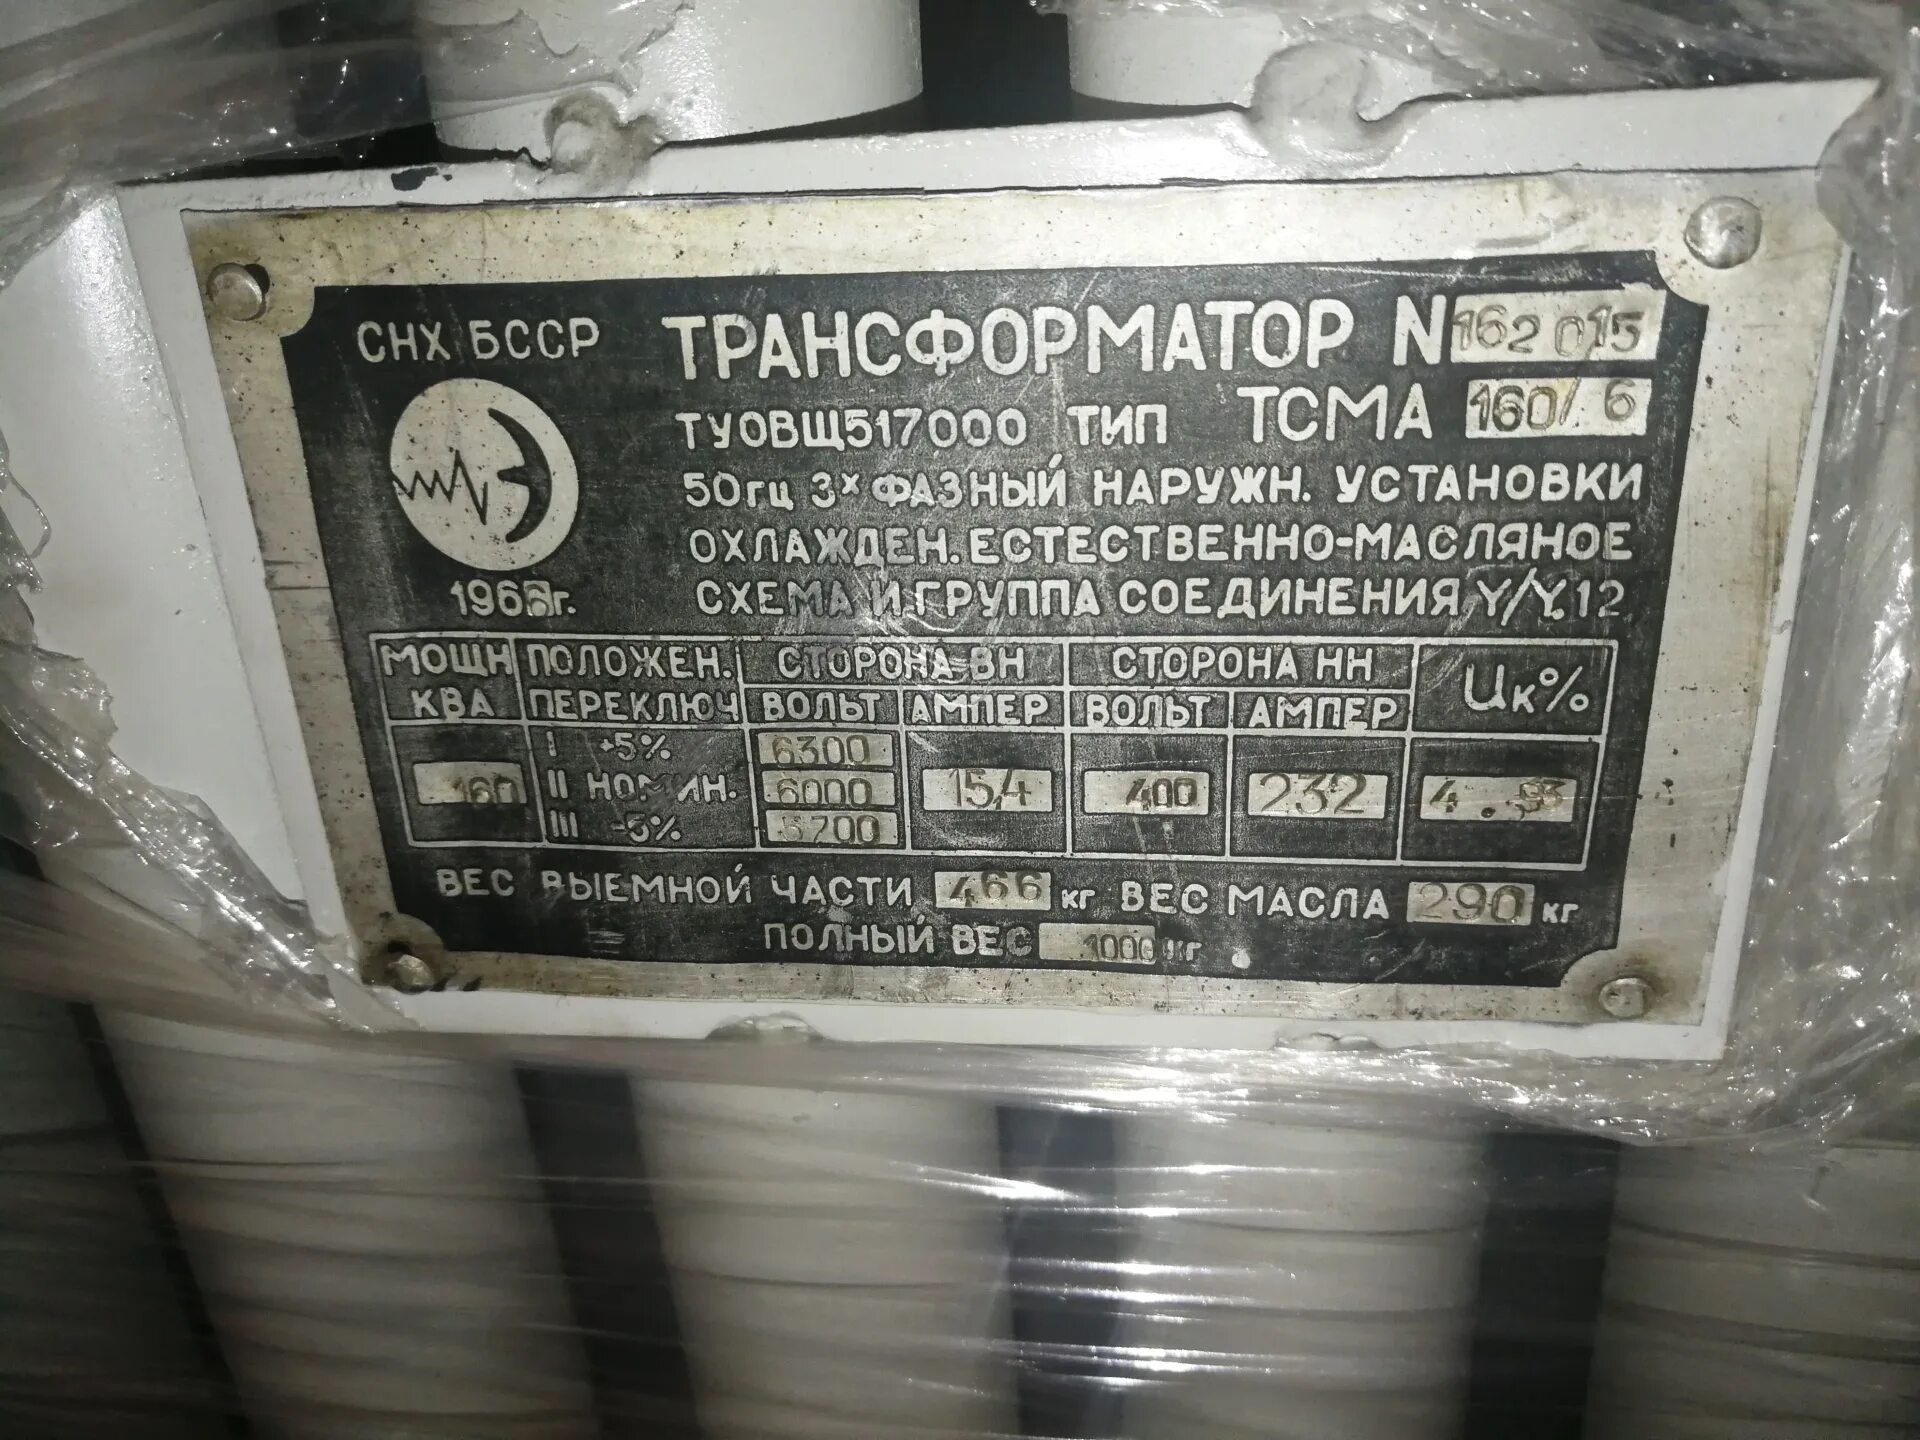 СНХ БССР ТРАНСФОРМАТОР N 162015
ТУОВЩ517000 ТИП ТСМА 160/6
50гц 3х ФАЗНЫЙ НАРУЖН. УСТАНОВКИ
ОХЛАЖДЕН. ЕСТЕСТВЕННО-МАСЛЯНОЕ
СХЕМА И ГРУППА СОЕДИНЕНИЯ Y/Y.12
МОЩН КВА ПОЛОЖЕН. ПЕРЕКЛЮЧ СТОРОНА ВН СТОРОНА НН Uк%
ВОЛЬТ АМПЕР ВОЛЬТ АМПЕР
I +5% 6300
160 II НОМИН. 6000 15,4 400 232
III -5% 5700
ВЕС ВЫЕМНОЙ ЧАСТИ 466 кг ВЕС МАСЛА 290 кг
ПОЛНЫЙ ВЕС 1000 кг